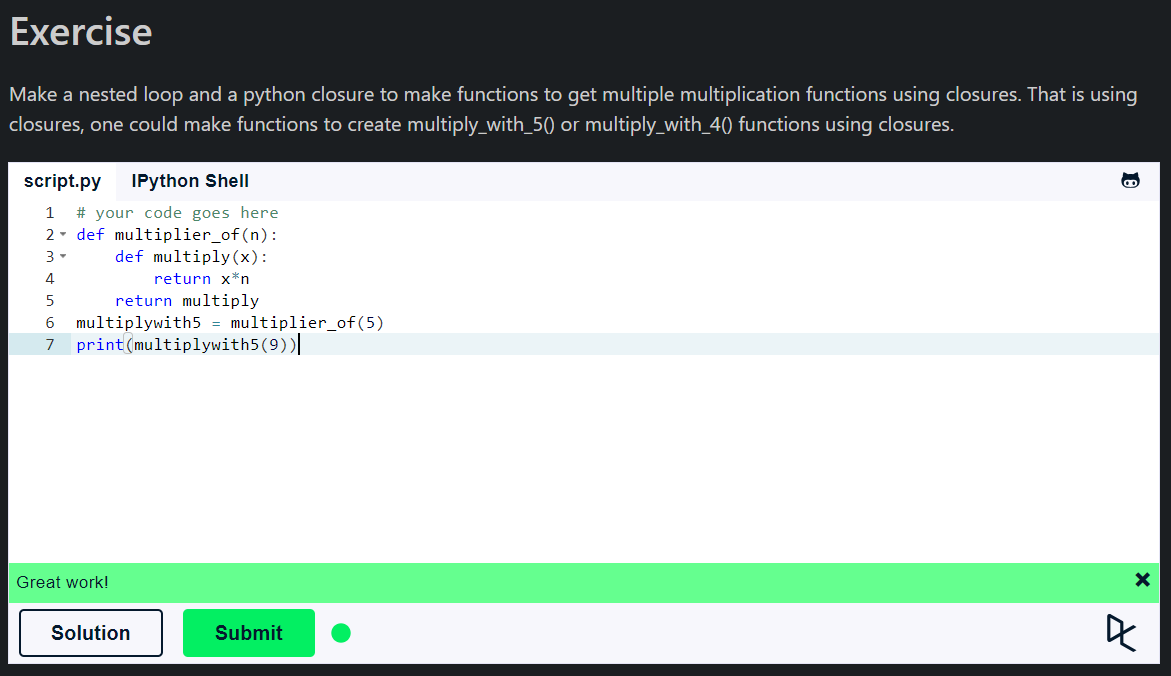 Exercise
Make a nested loop and a python closure to make functions to get multiple multiplication functions using closures. That is using
closures, one could make functions to create multiply_with_5() or multiply_with_4() functions using closures.
script.py IPython Shell
1 # your code goes here
2 def multiplier_of(n):
3     def multiply(x):
4         return x*n
5     return multiply
6 multiplywith5 = multiplier_of(5)
7 print(multiplywith5(9))
Great work!
Solution Submit